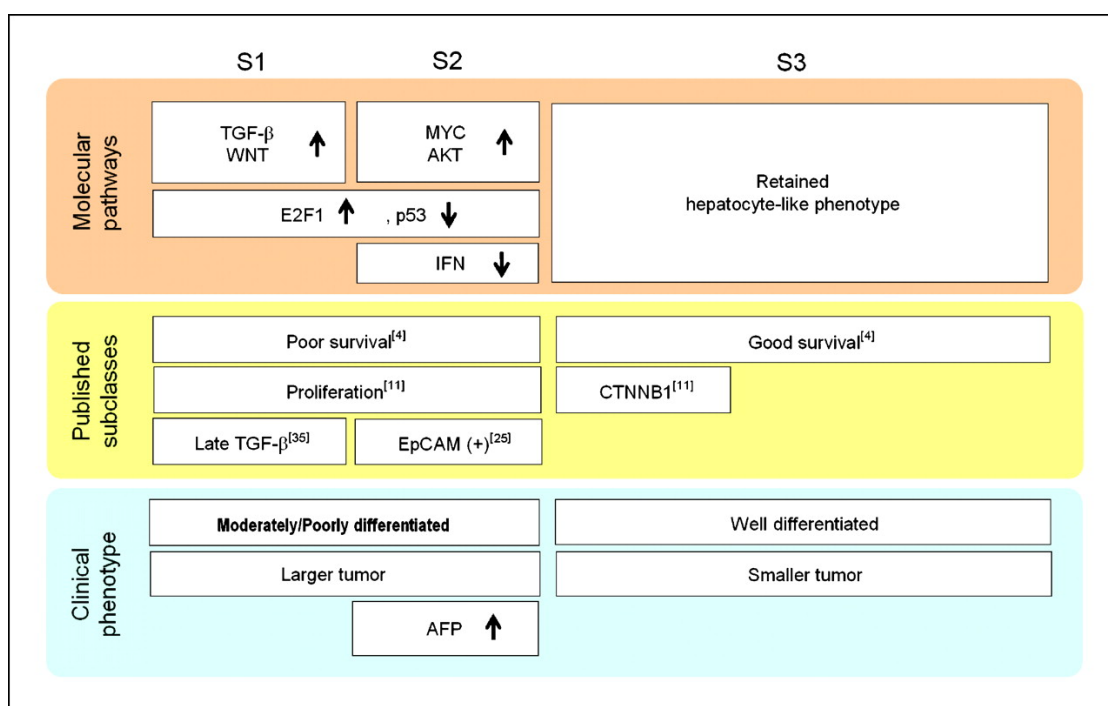 S1 S2 S3
Molecular
pathways
TGF-β
WNT
MYC
AKT
E2F1 , p53
IFN
Retained
hepatocyte-like phenotype
Published
subclasses
Poor survival[4]
Good survival[4]
Proliferation[11]
CTNNB1[11]
Late TGF-β[35]
EpCAM (+)[25]
Clinical
phenotype
Moderately/Poorly differentiated
Well differentiated
Larger tumor
Smaller tumor
AFP